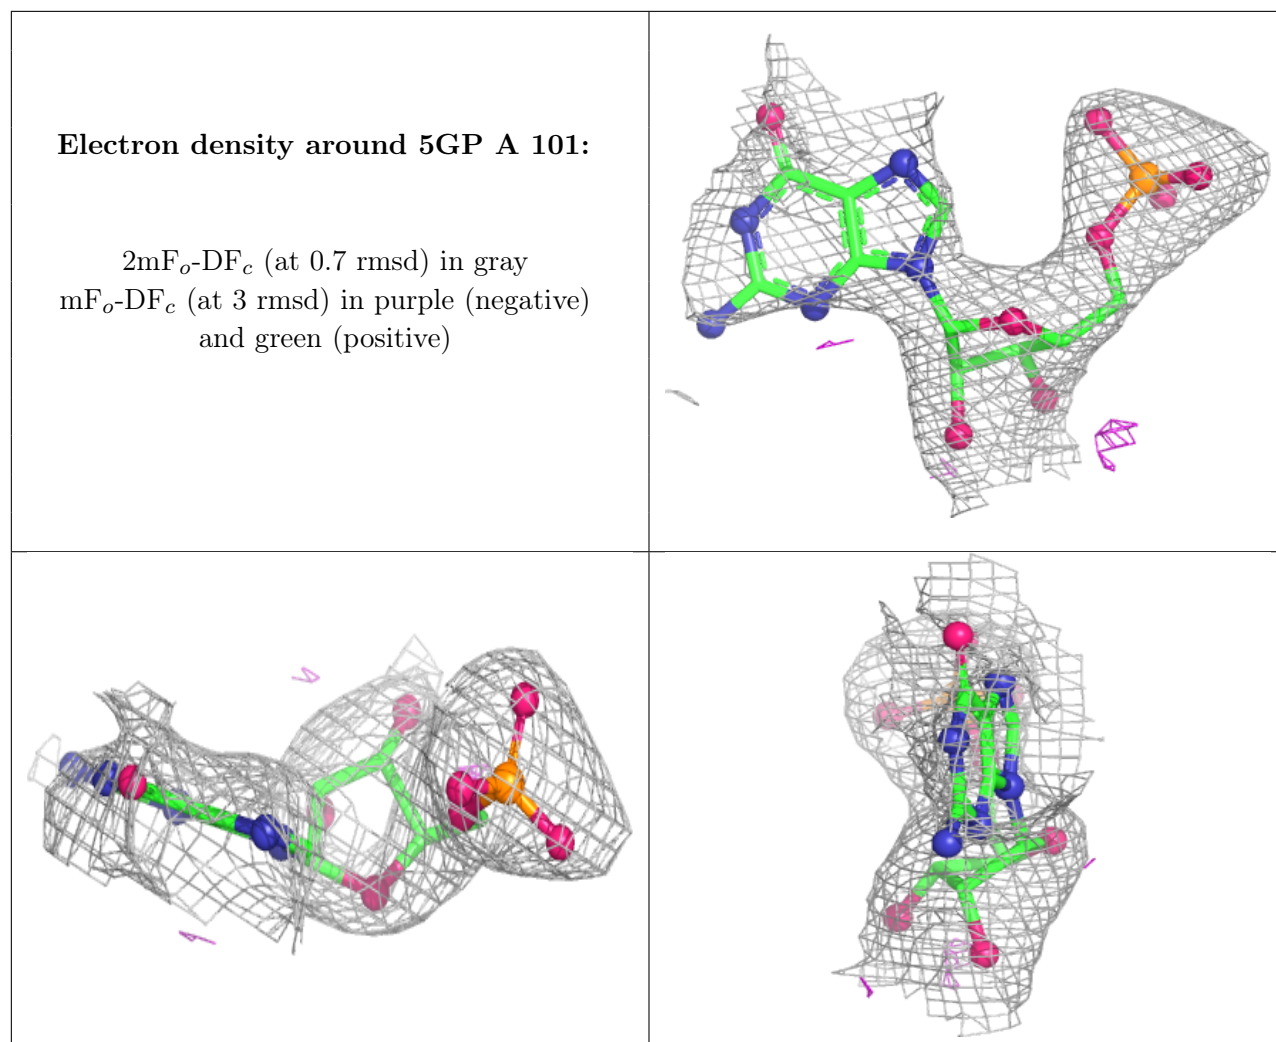 Electron density around 5GP A 101:
2mFo-DFc (at 0.7 rmsd) in gray
mFo-DFc (at 3 rmsd) in purple (negative)
and green (positive)